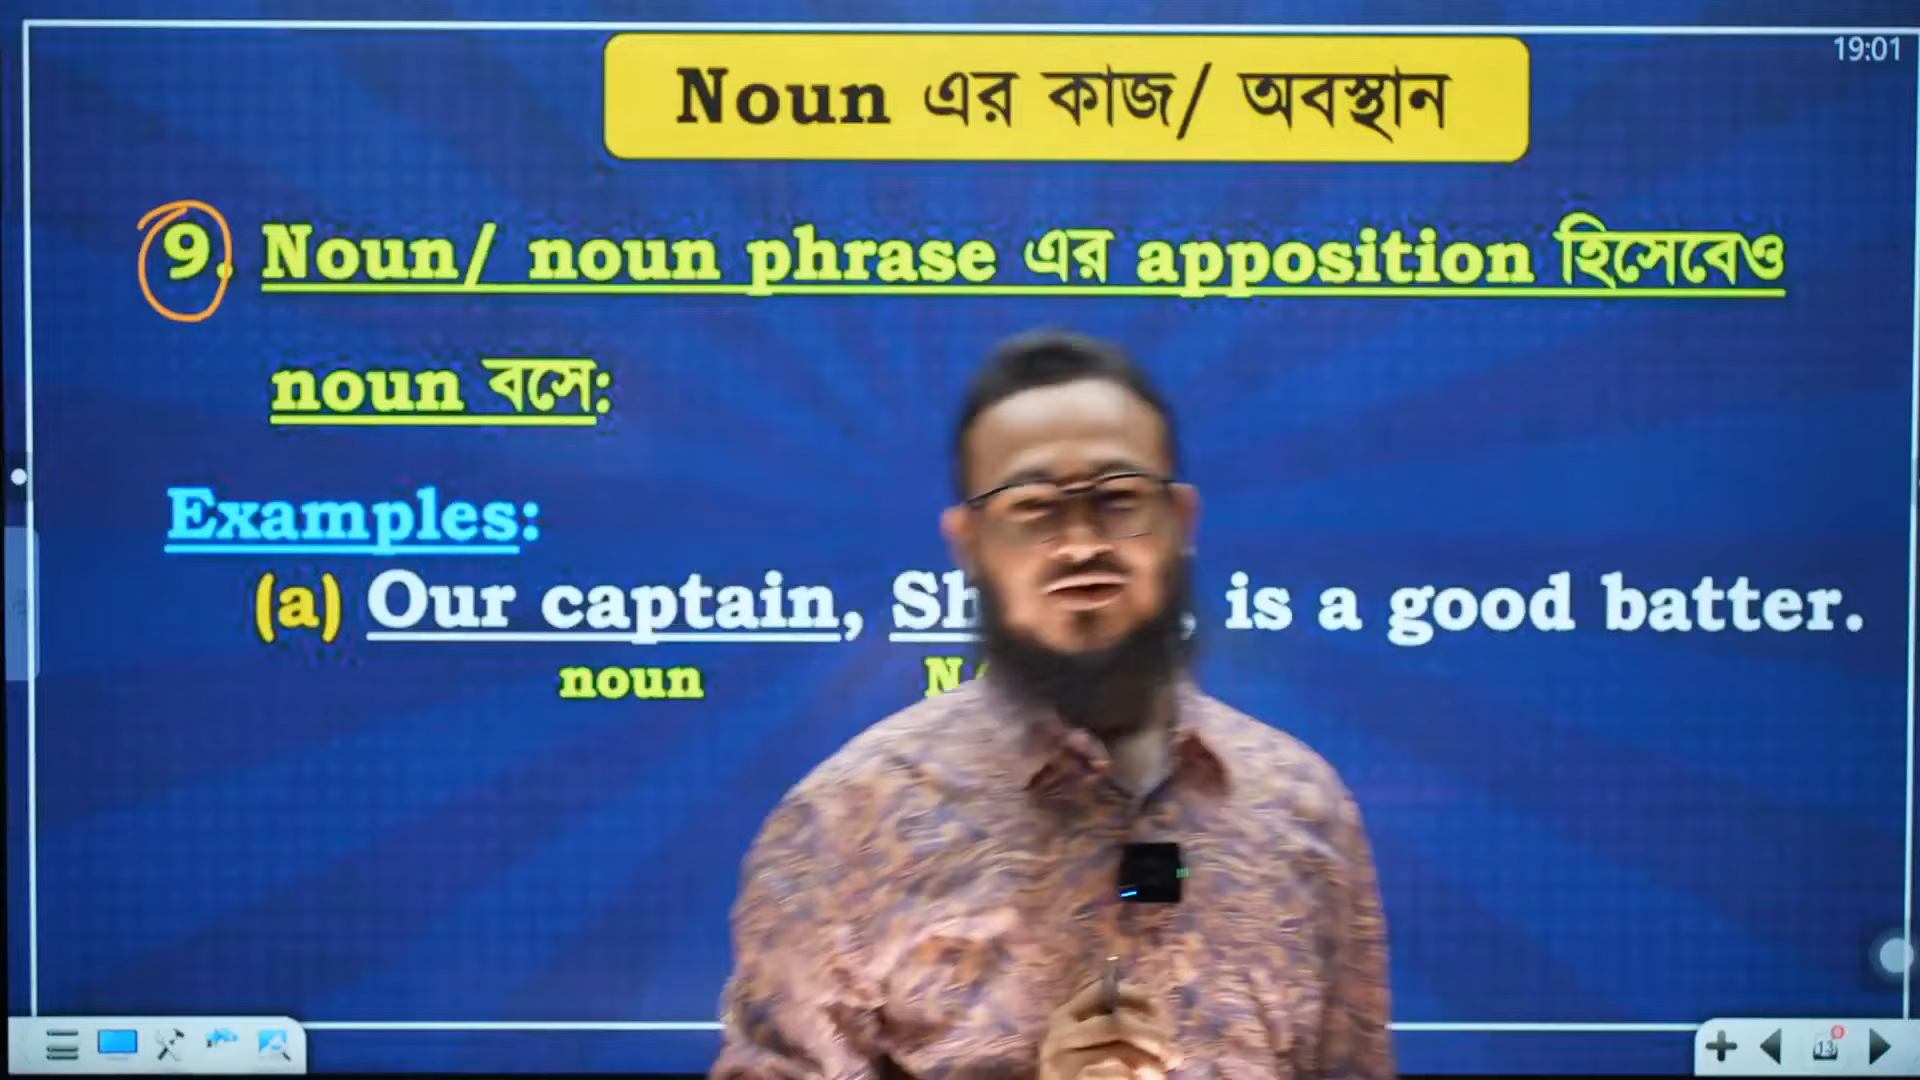 19:01
Noun এর কাজ/ অবস্থান
9. Noun/ noun phrase এর apposition হিসেবেও
noun বসে:
Examples:
(a) Our captain, is a good batter.
noun
13